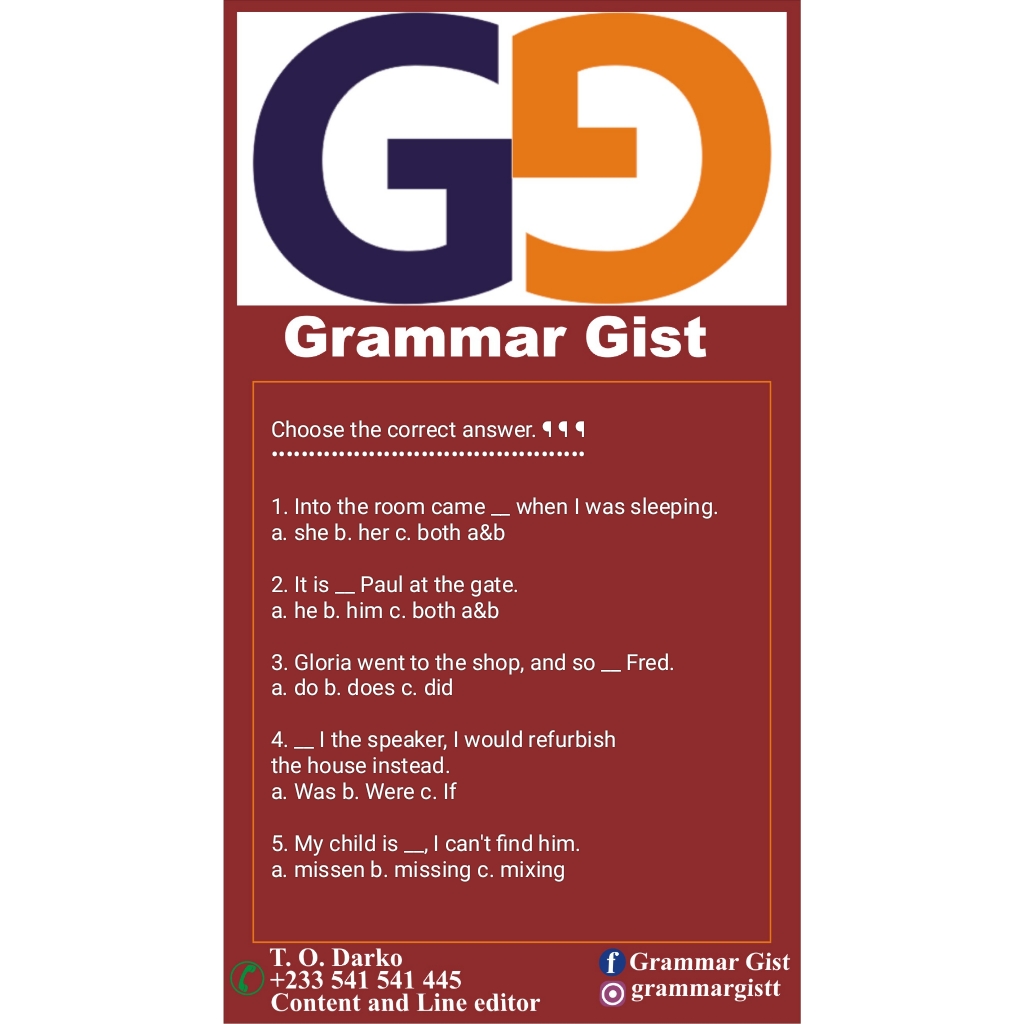 GG
Grammar Gist
Choose the correct answer. ¶ ¶ ¶
1. Into the room came __ when I was sleeping.
a. she b. her c. both a&b
2. It is __ Paul at the gate.
a. he b. him c. both a&b
3. Gloria went to the shop, and so __ Fred.
a. do b. does c. did
4. __ I the speaker, I would refurbish
the house instead.
a. Was b. Were c. If
5. My child is __, I can't find him.
a. missen b. missing c. mixing
T. O. Darko
+233 541 541 445
Content and Line editor
Grammar Gist
grammargistt